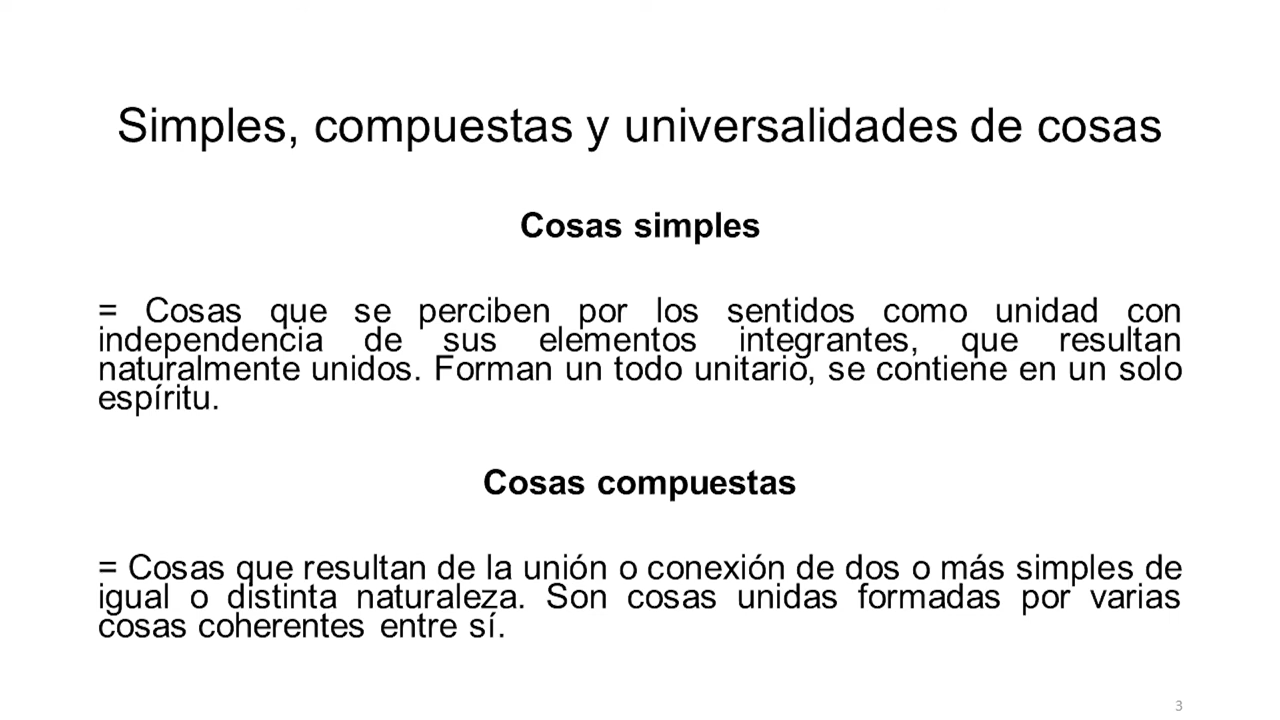 Simples, compuestas y universalidades de cosas
Cosas simples
= Cosas que se perciben por los sentidos como unidad con
independencia de sus elementos integrantes, que resultan
naturalmente unidos. Forman un todo unitario, se contiene en un solo
espíritu.
Cosas compuestas
= Cosas que resultan de la unión o conexión de dos o más simples de
igual o distinta naturaleza. Son cosas unidas formadas por varias
cosas coherentes entre sí.
3